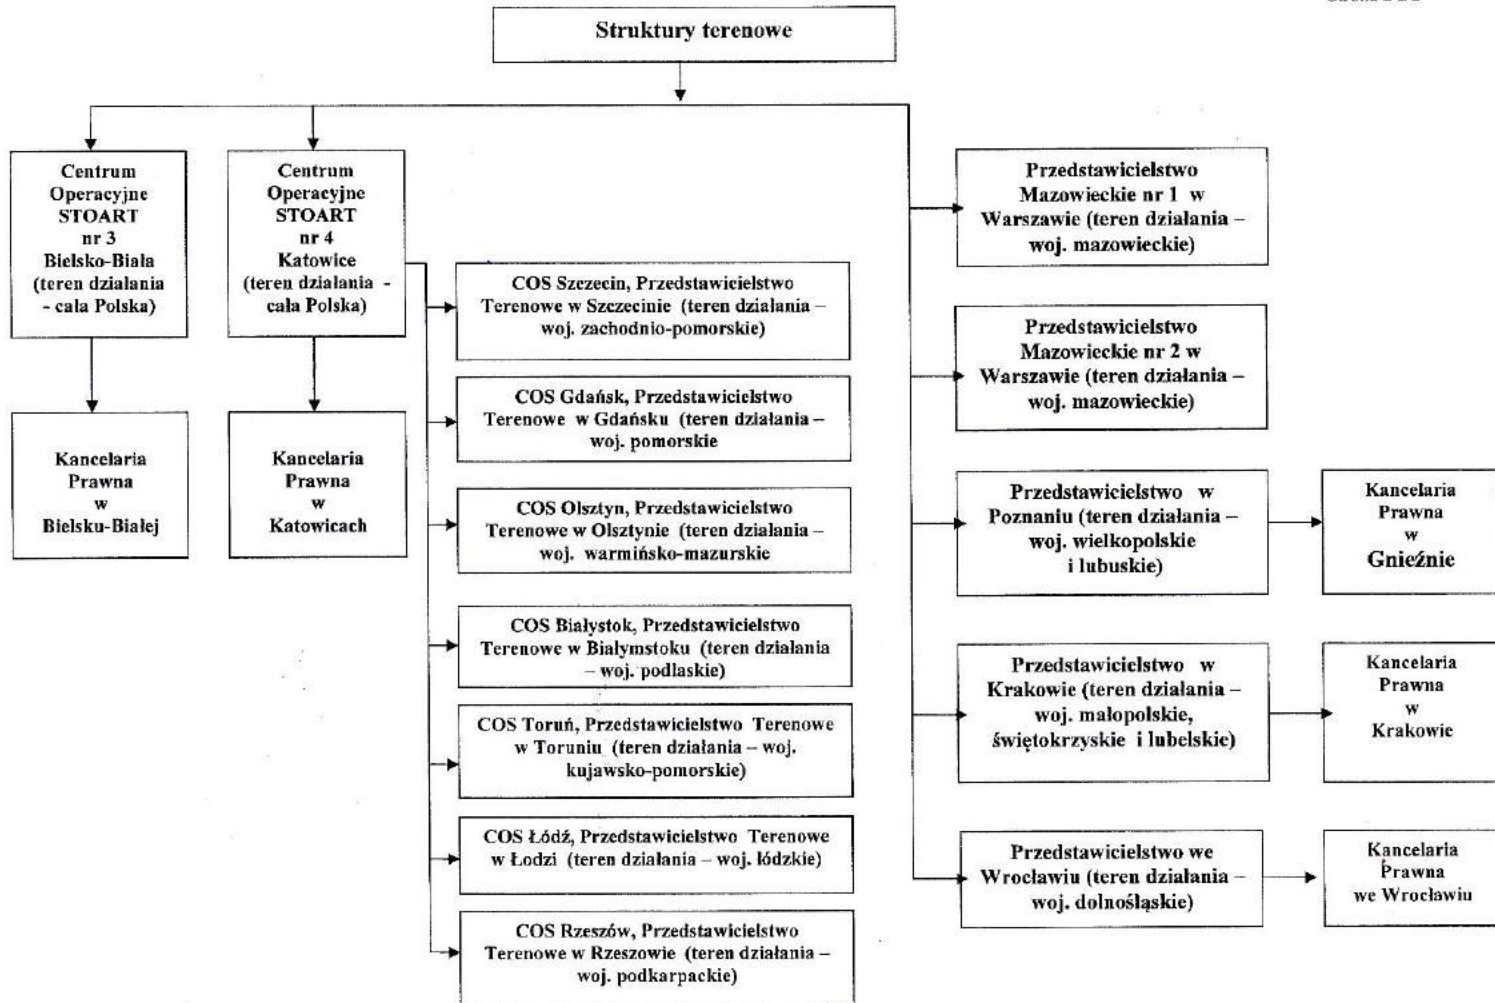 Struktury terenowe
Centrum
Operacyjne
STOART
nr 3
Bielsko-Biała
(teren działania
- cała Polska)
Centrum
Operacyjne
STOART
nr 4
Katowice
(teren działania -
cała Polska)
Kancelaria
Prawna
w
Bielsku-Białej
Kancelaria
Prawna
w
Katowicach
COS Szczecin, Przedstawicielstwo
Terenowe w Szczecinie (teren działania –
woj. zachodnio-pomorskie)
COS Gdańsk, Przedstawicielstwo
Terenowe w Gdańsku (teren działania –
woj. pomorskie
COS Olsztyn, Przedstawicielstwo
Terenowe w Olsztynie (teren działania –
woj. warmińsko-mazurskie
COS Białystok, Przedstawicielstwo
Terenowe w Białymstoku (teren działania
– woj. podlaskie)
COS Toruń, Przedstawicielstwo Terenowe
w Toruniu (teren działania – woj.
kujawsko-pomorskie)
COS Łódź, Przedstawicielstwo Terenowe
w Łodzi (teren działania – woj. łódzkie)
COS Rzeszów, Przedstawicielstwo
Terenowe w Rzeszowie (teren działania –
woj. podkarpackie)
Przedstawicielstwo
Mazowieckie nr 1 w
Warszawie (teren działania –
woj. mazowieckie)
Przedstawicielstwo
Mazowieckie nr 2 w
Warszawie (teren działania –
woj. mazowieckie)
Przedstawicielstwo w
Poznaniu (teren działania –
woj. wielkopolskie
i lubuskie)
Kancelaria
Prawna
w
Gnieźnie
Przedstawicielstwo w
Krakowie (teren działania –
woj. małopolskie,
świętokrzyskie i lubelskie)
Kancelaria
Prawna
w
Krakowie
Przedstawicielstwo we
Wrocławiu (teren działania –
woj. dolnośląskie)
Kancelaria
Prawna
we Wrocławiu